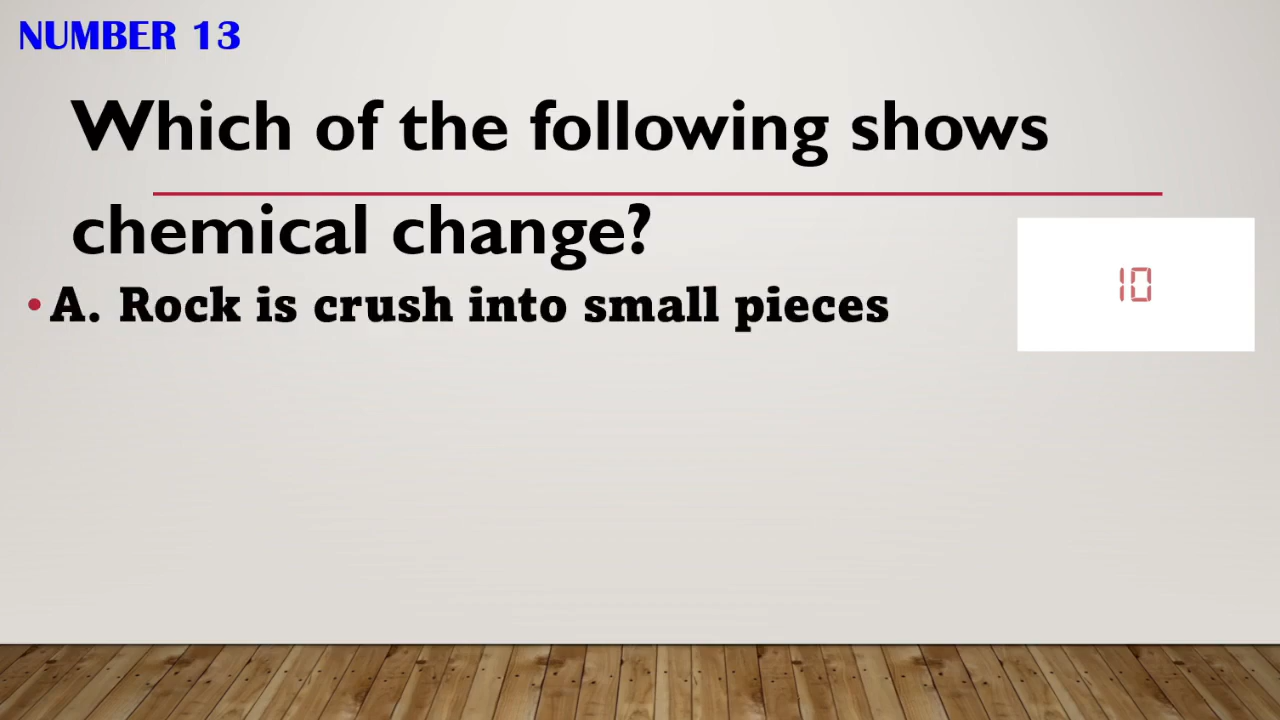 NUMBER 13
Which of the following shows
chemical change?
• A. Rock is crush into small pieces
10